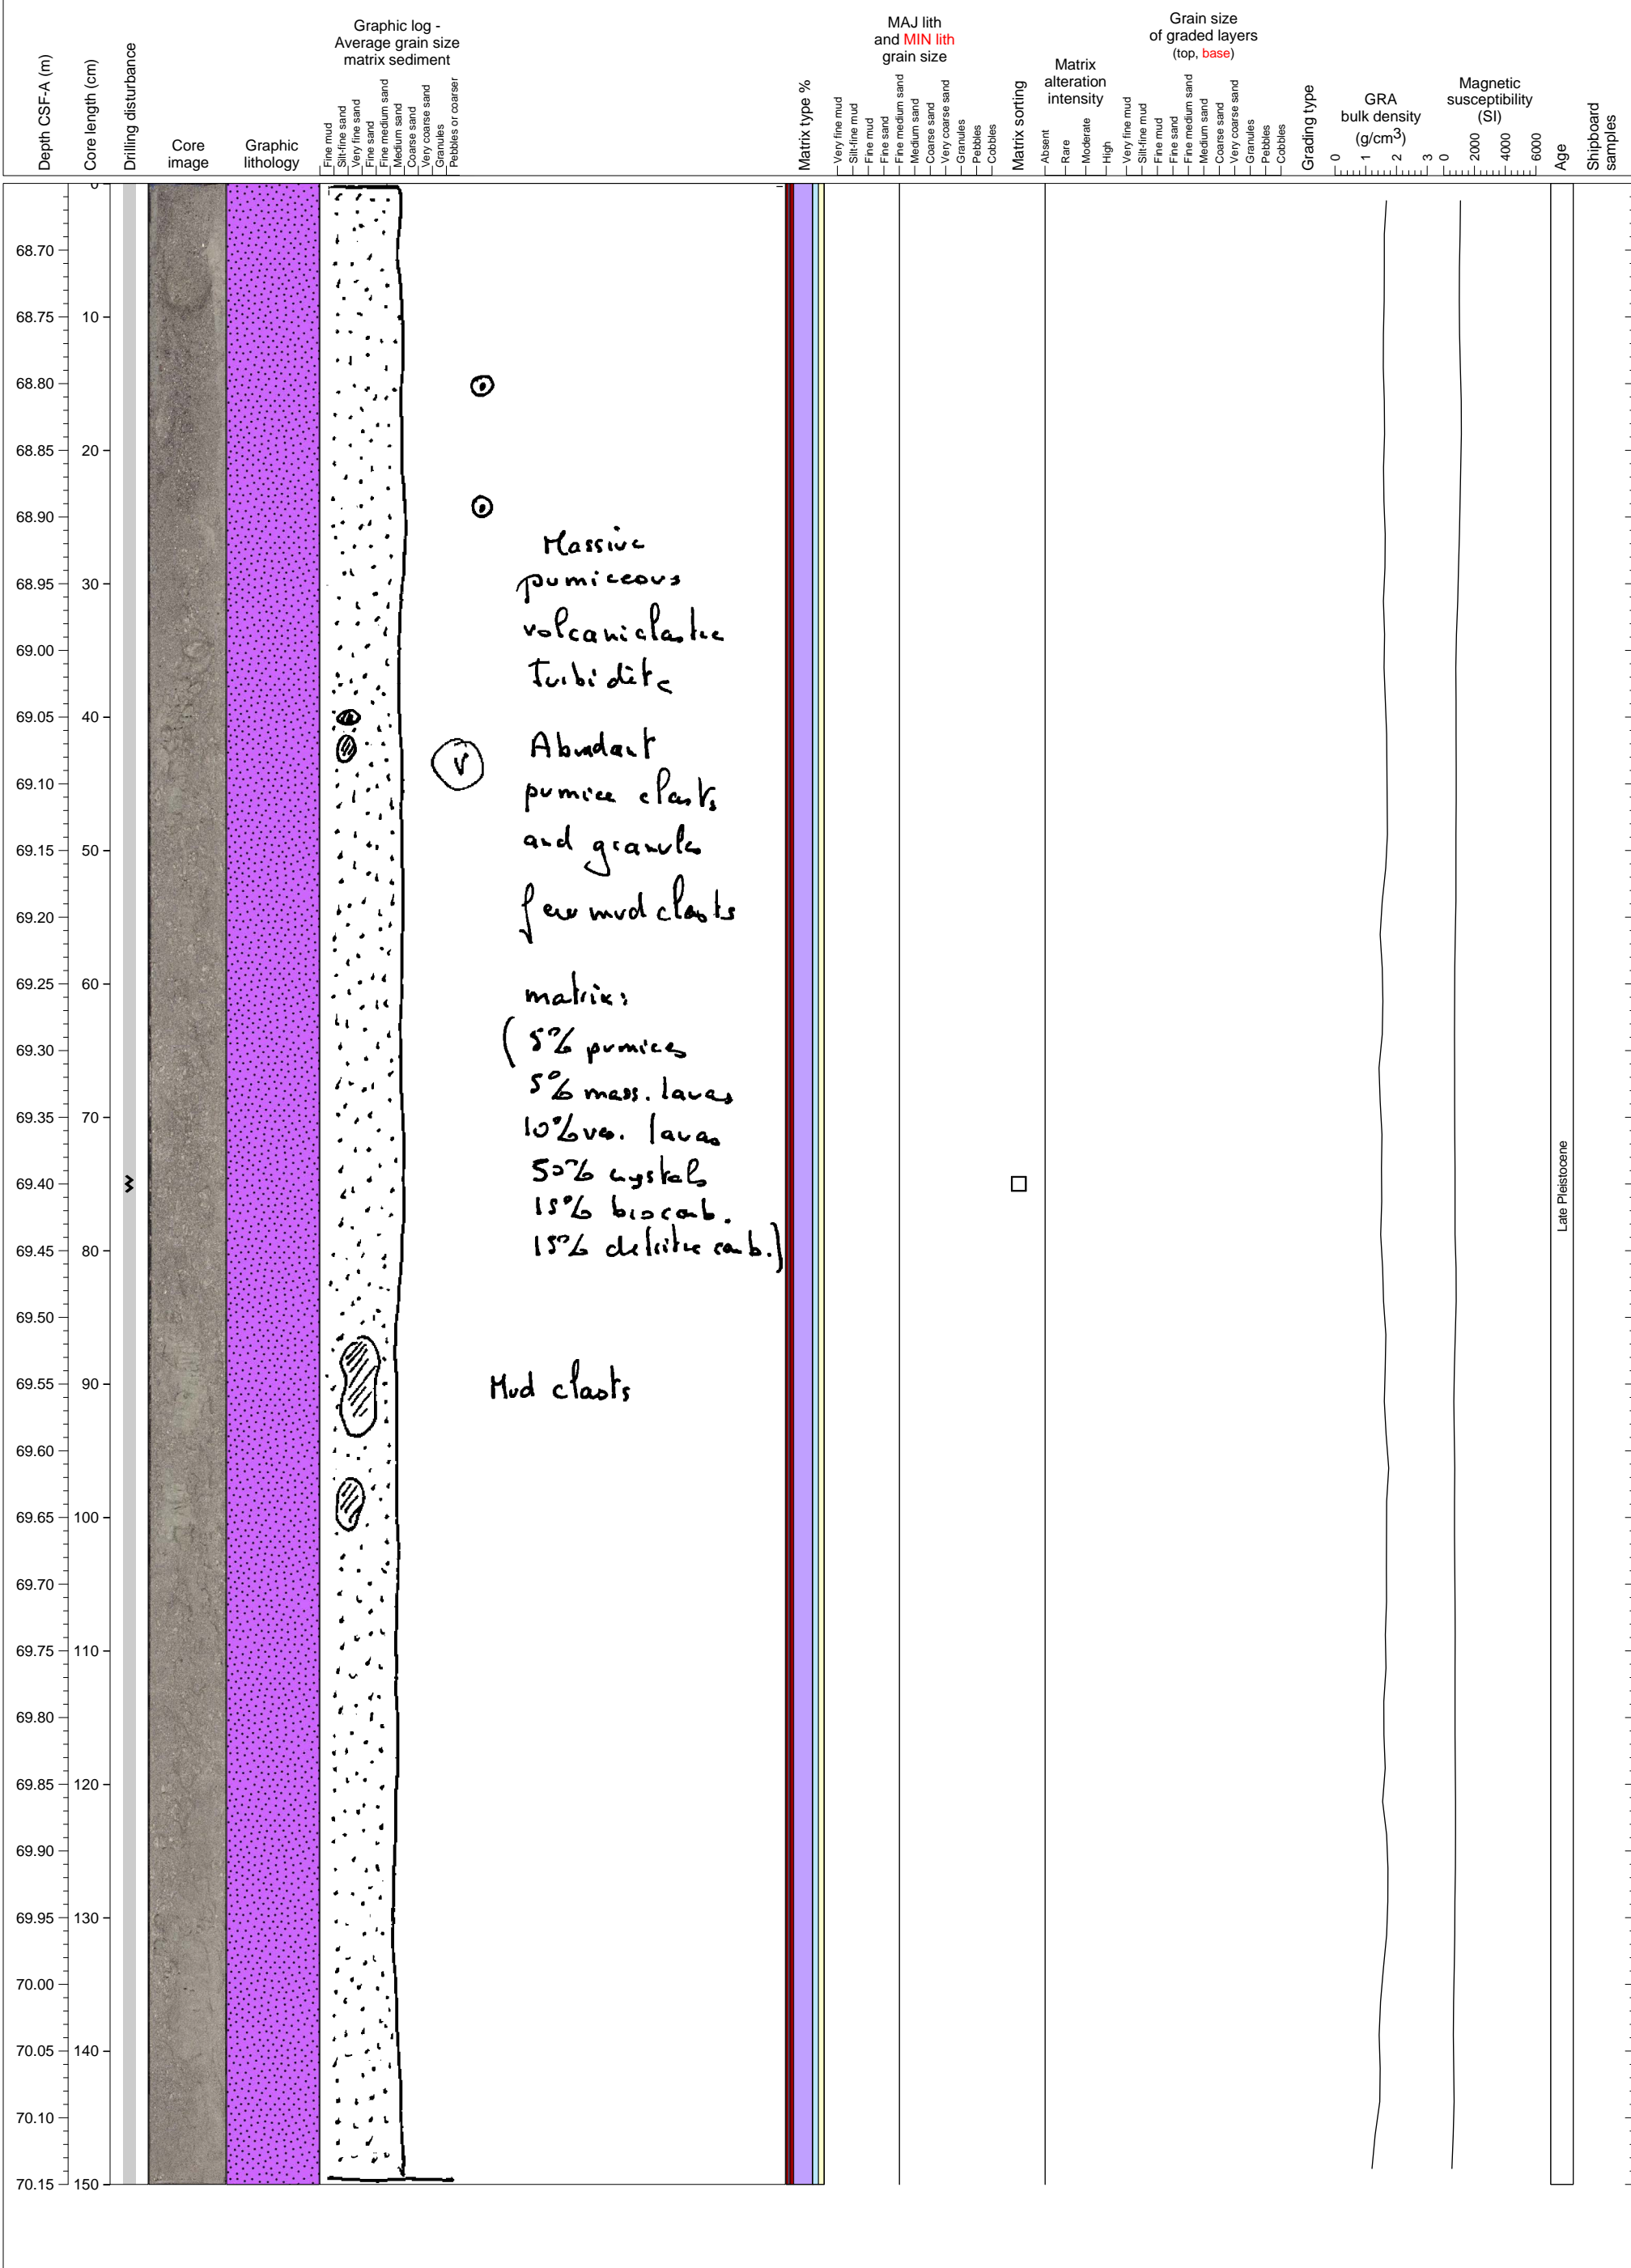 Depth CSF-A (m)
Core length (cm)
Drilling disturbance
Core
image
Graphic
lithology
Graphic log -
Average grain size
matrix sediment
Fine mud
Silt-fine sand
Very fine sand
Fine sand
Fine medium sand
Medium sand
Coarse sand
Very coarse sand
Granules
Pebbles or coarser
Matrix type %
MAJ lith
and MIN lith
grain size
Very fine mud
Silt-fine mud
Fine mud
Fine sand
Fine medium sand
Medium sand
Coarse sand
Very coarse sand
Granules
Pebbles
Cobbles
Matrix sorting
Matrix
alteration
intensity
Absent
Rare
Moderate
High
Grain size
of graded layers
(top, base)
Very fine mud
Silt-fine mud
Fine mud
Fine sand
Fine medium sand
Medium sand
Coarse sand
Very coarse sand
Granules
Pebbles
Cobbles
Grading type
GRA
bulk density
(g/cm3)
0 1 2 3
Magnetic
susceptibility
(SI)
0 2000 4000 6000
Age
Shipboard
samples
0
68.70
68.75 10
68.80
68.85 20
68.90
Massive
68.95 30
pumiceous
volcaniclastic
69.00
Turbidite
69.05 40
Abundant
V
69.10
pumice clasts
69.15 50
and granules
69.20
few mud clasts
69.25 60
matrix:
69.30
(5% pumices
5% mass. lavas
69.35 70
10% ves. lavas
50% crystals
69.40
Late Pleistocene
15% biocarb.
69.45 80
15% detritic carb.)
69.50
69.55 90
Mud clasts
69.60
69.65 100
69.70
69.75 110
69.80
69.85 120
69.90
69.95 130
70.00
70.05 140
70.10
70.15 150